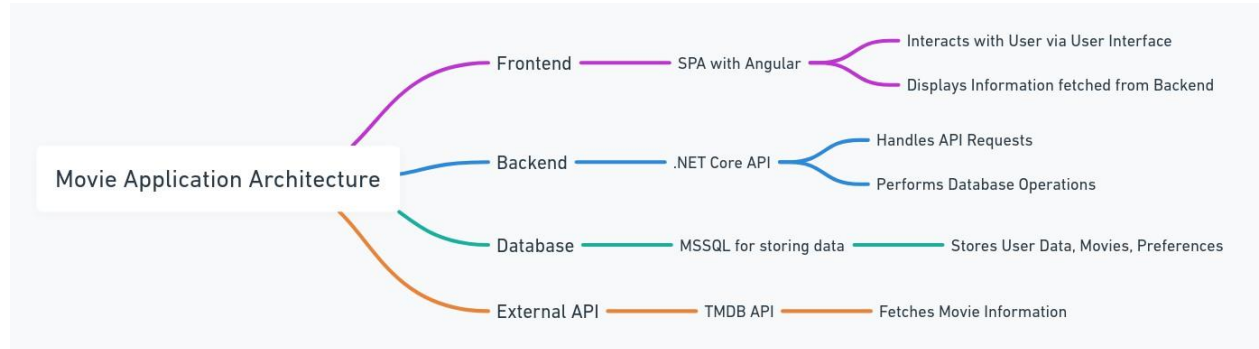 Movie Application Architecture
Frontend
SPA with Angular
Interacts with User via User Interface
Displays Information fetched from Backend
Backend
.NET Core API
Handles API Requests
Performs Database Operations
Database
MSSQL for storing data
Stores User Data, Movies, Preferences
External API
TMDB API
Fetches Movie Information